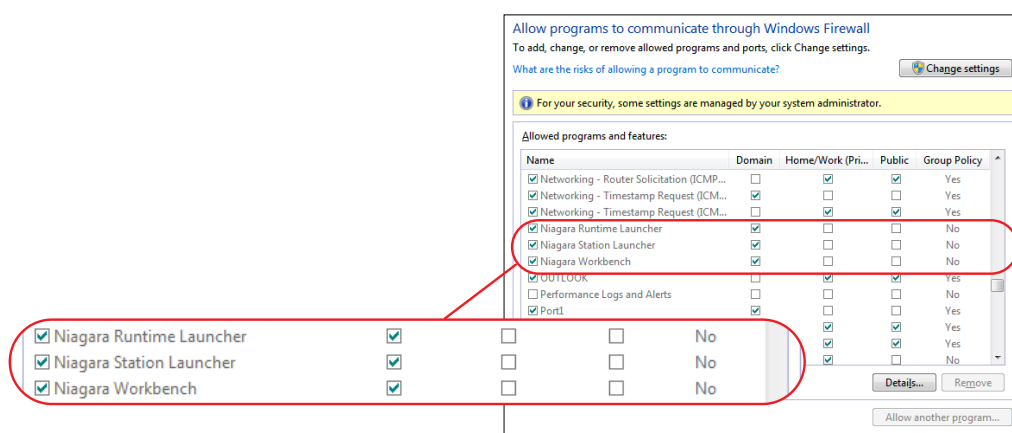 Allow programs to communicate through Windows Firewall
To add, change, or remove allowed programs and ports, click Change settings.
What are the risks of allowing a program to communicate?
Change settings
For your security, some settings are managed by your system administrator.
Allowed programs and features:
Name Domain Home/Work (Pri... Public Group Policy
Networking - Router Solicitation (ICMP... Yes
Networking - Timestamp Request (ICM... Yes
Networking - Timestamp Request (ICM... Yes
Niagara Runtime Launcher No
Niagara Station Launcher No
Niagara Workbench No
OUTLOOK Yes
Performance Logs and Alerts No
Port1 Yes
Yes
Yes
No
Niagara Runtime Launcher No
Niagara Station Launcher No
Niagara Workbench No
Details... Remove
Allow another program...